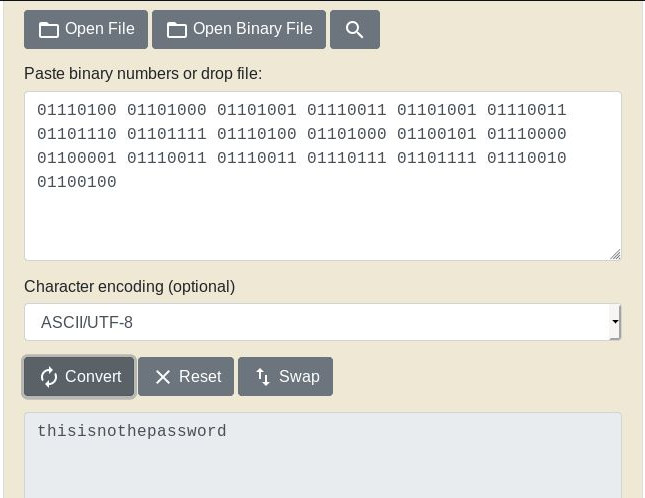 Open File Open Binary File
Paste binary numbers or drop file:
01110100 01101000 01101001 01110011 01101001 01110011
01101110 01101111 01110100 01101000 01100101 01110000
01100001 01110011 01110011 01110111 01101111 01110010
01100100
Character encoding (optional)
ASCII/UTF-8
Convert Reset Swap
thisisnothepassword